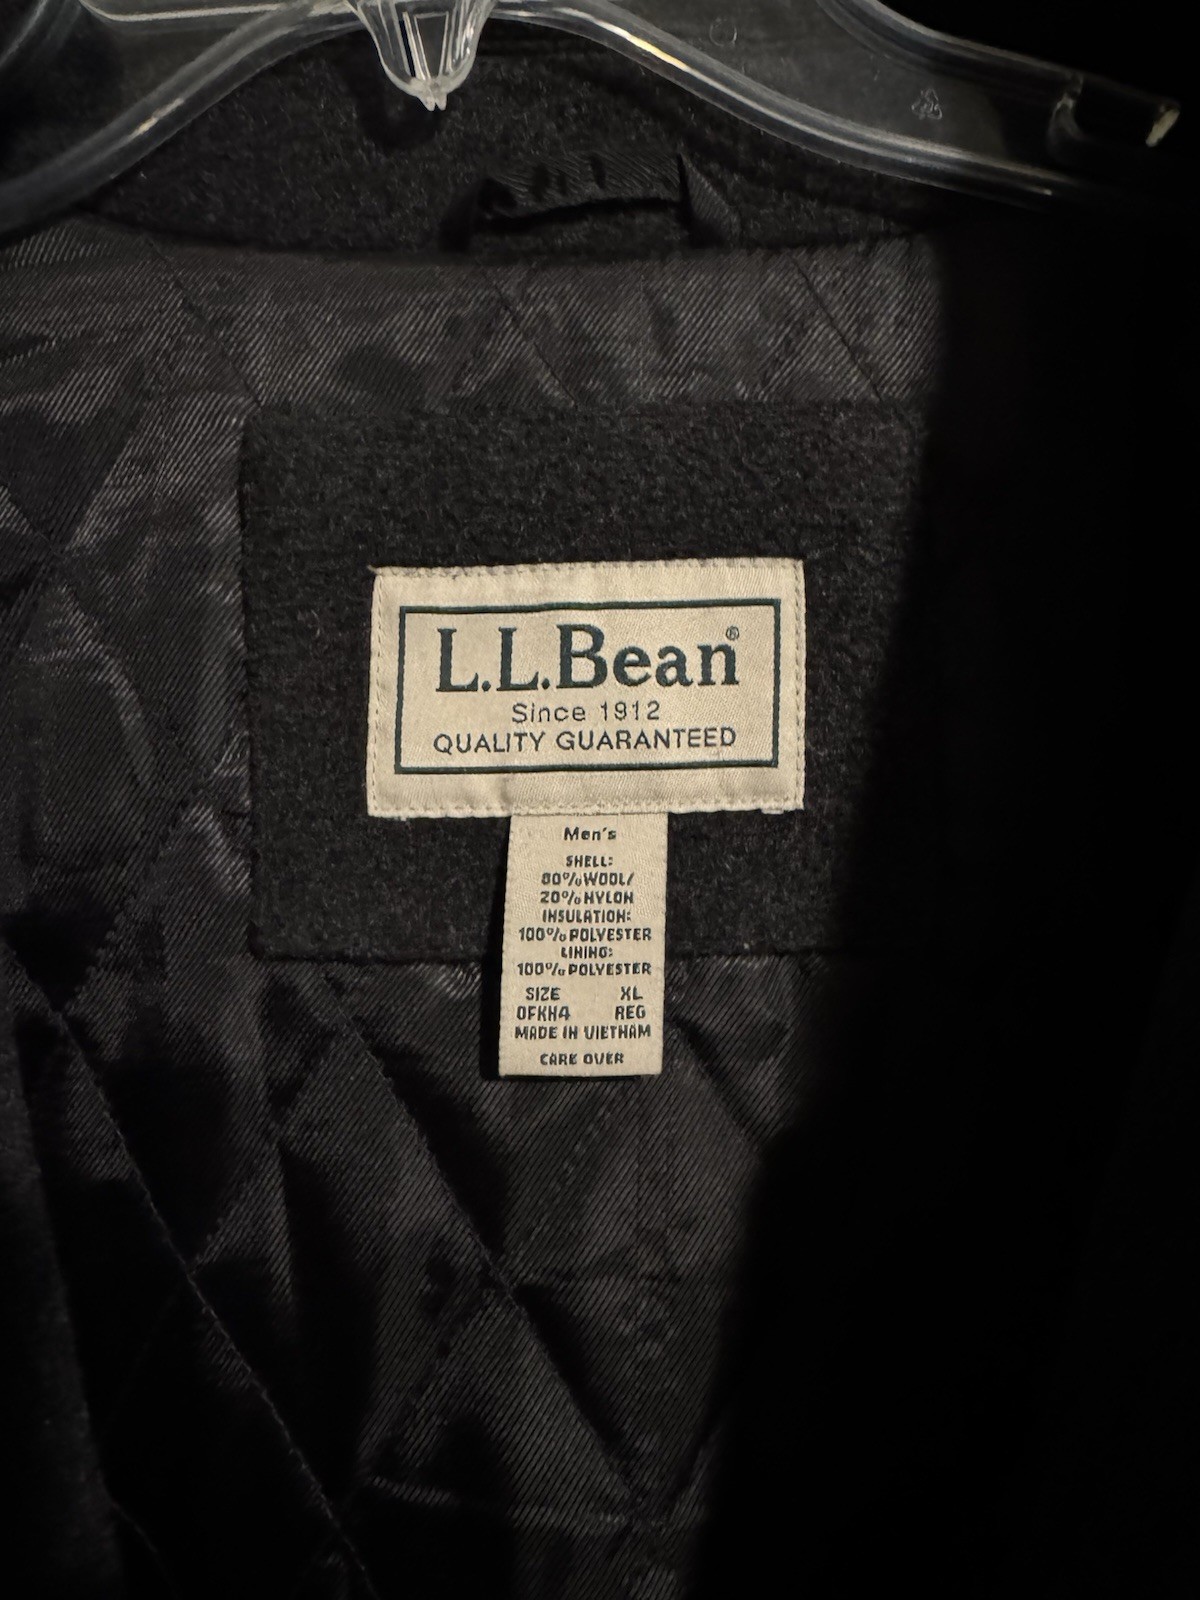 L.L.Bean®
Since 1912
QUALITY GUARANTEED
Men's
SHELL:
80% WOOL/
20% NYLON
INSULATION:
100% POLYESTER
LINING:
100% POLYESTER
SIZE XL
0FKH4 REG
MADE IN VIETNAM
CARE OVER